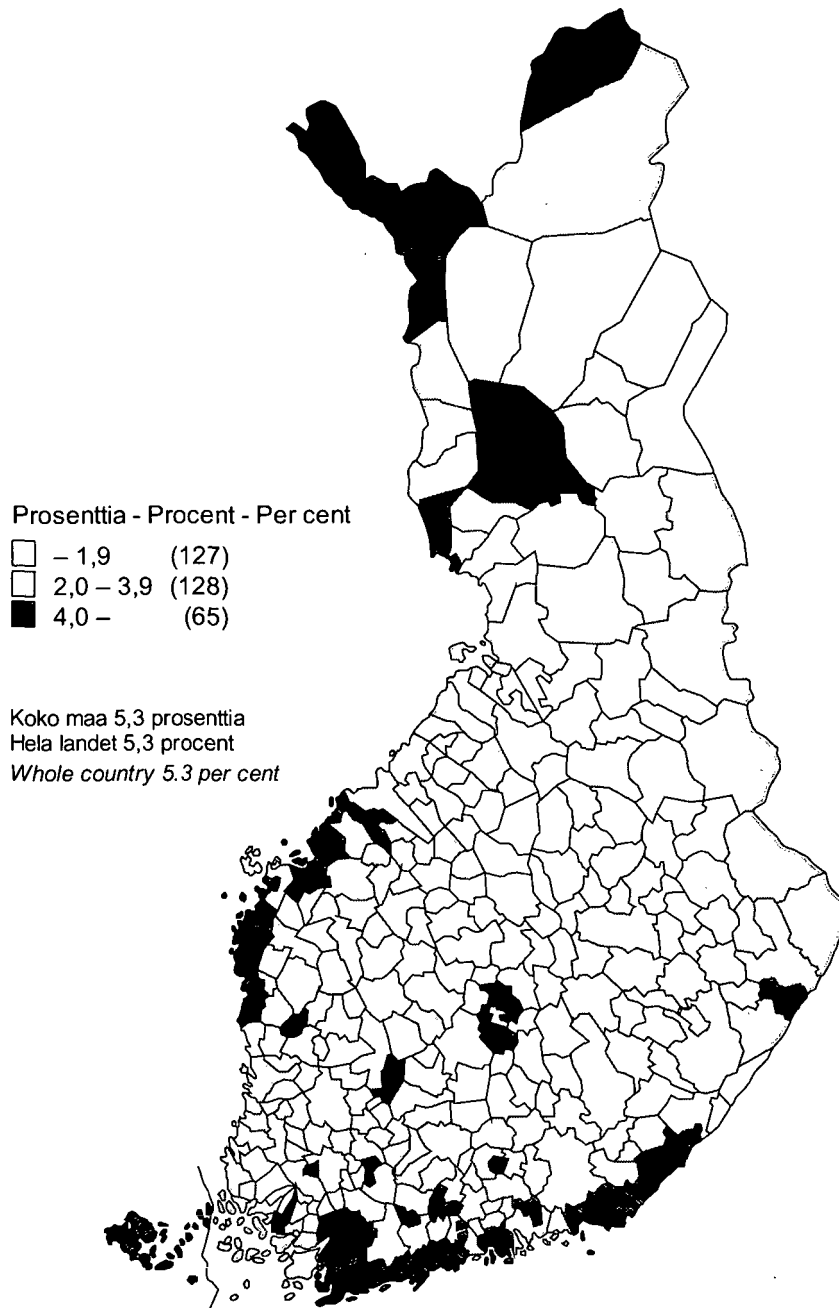 Prosenttia - Procent - Per cent
– 1,9 (127)
2,0 – 3,9 (128)
4,0 – (65)
Koko maa 5,3 prosenttia
Hela landet 5,3 procent
Whole country 5.3 per cent